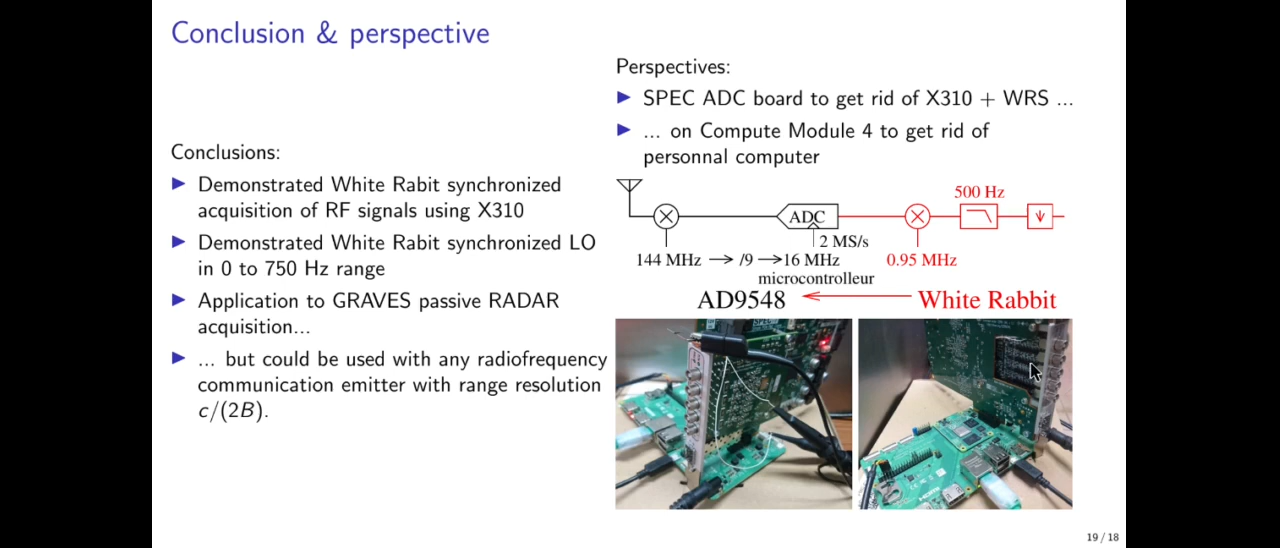 Conclusion & perspective
Conclusions:
Demonstrated White Rabit synchronized
acquisition of RF signals using X310
Demonstrated White Rabit synchronized LO
in 0 to 750 Hz range
Application to GRAVES passive RADAR
acquisition...
... but could be used with any radiofrequency
communication emitter with range resolution
c/(2B).
Perspectives:
SPEC ADC board to get rid of X310 + WRS ...
... on Compute Module 4 to get rid of
personnal computer
500 Hz
ADC
2 MS/s
144 MHz → /9 → 16 MHz
0.95 MHz
microcontrolleur
AD9548
White Rabbit
19 / 18